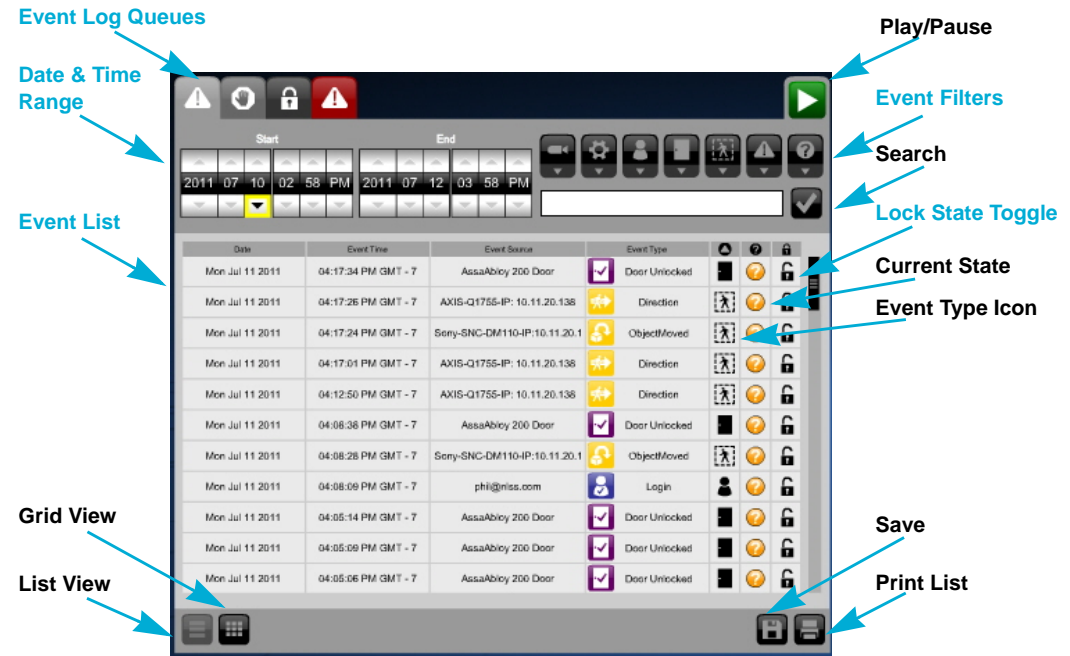 Event Log Queues
Play/Pause
Date & Time
Range
Event Filters
Search
Start
End
2011 07 10 02 58 PM 2011 07 12 03 58 PM
Event List
Lock State Toggle
Current State
Event Type Icon
Date Event Time Event Source Event Type
Mon Jul 11 2011 04:17:34 PM GMT - 7 AssaAbloy 200 Door Door Unlocked
Mon Jul 11 2011 04:17:26 PM GMT - 7 AXIS-Q1755-IP: 10.11.20.138 Direction
Mon Jul 11 2011 04:17:24 PM GMT - 7 Sony-SNC-DM110-IP:10.11.20.1 ObjectMoved
Mon Jul 11 2011 04:17:01 PM GMT - 7 AXIS-Q1755-IP: 10.11.20.138 Direction
Mon Jul 11 2011 04:12:50 PM GMT - 7 AXIS-Q1755-IP: 10.11.20.138 Direction
Mon Jul 11 2011 04:08:38 PM GMT - 7 AssaAbloy 200 Door Door Unlocked
Mon Jul 11 2011 04:08:28 PM GMT - 7 Sony-SNC-DM110-IP:10.11.20.1 ObjectMoved
Mon Jul 11 2011 04:08:09 PM GMT - 7 phil@nlss.com Login
Mon Jul 11 2011 04:05:14 PM GMT - 7 AssaAbloy 200 Door Door Unlocked
Mon Jul 11 2011 04:05:09 PM GMT - 7 AssaAbloy 200 Door Door Unlocked
Mon Jul 11 2011 04:05:06 PM GMT - 7 AssaAbloy 200 Door Door Unlocked
Grid View
Save
List View
Print List